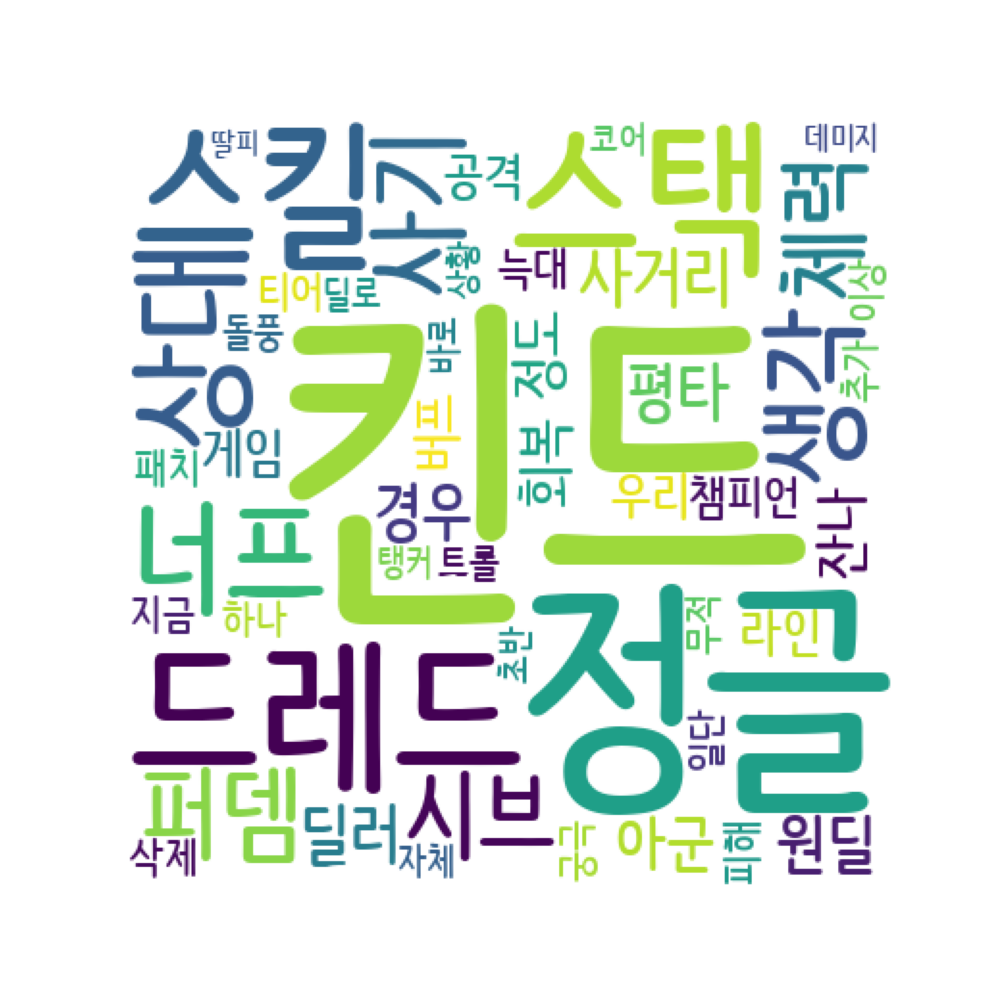 딸피
스킬
사기
공격
스택
코어
데미지
체력
상대
상황
늑대
사거리
이상
티어
딜로
돌풍
바로
킨드
정도
평타
생각
추가
패치
게임
버프
회복
우리
챔피언
너프
경우
탱커
트롤
잔나
지금
하나
초반
무적
라인
드레드
정글
일단
퍼뎀
딜러
시브
삭제
자체
궁극
아군
피해
원딜